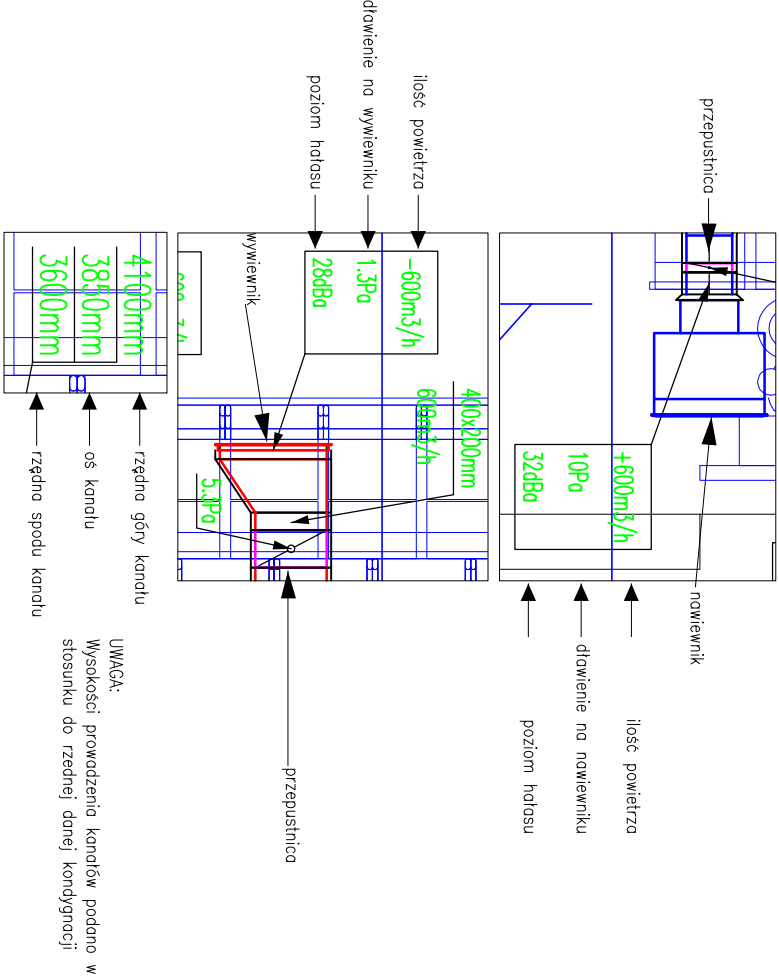 przepustnica
+600m3/h
10Pa
32dBa
nawiewnik
ilość powietrza
dławienie na nawiewniku
poziom hałasu
ilość powietrza
dławienie na wywiewniku
poziom hałasu
-600m3/h
1.3Pa
28dBa
wywiewnik
400x200mm
600m3/h
5.3Pa
przepustnica
4100mm
3850mm
3600mm
rzędna góry kanału
oś kanału
rzędna spodu kanału
UWAGA:
Wysokości prowadzenia kanałów podano w
stosunku do rzednej danej kondygnacji